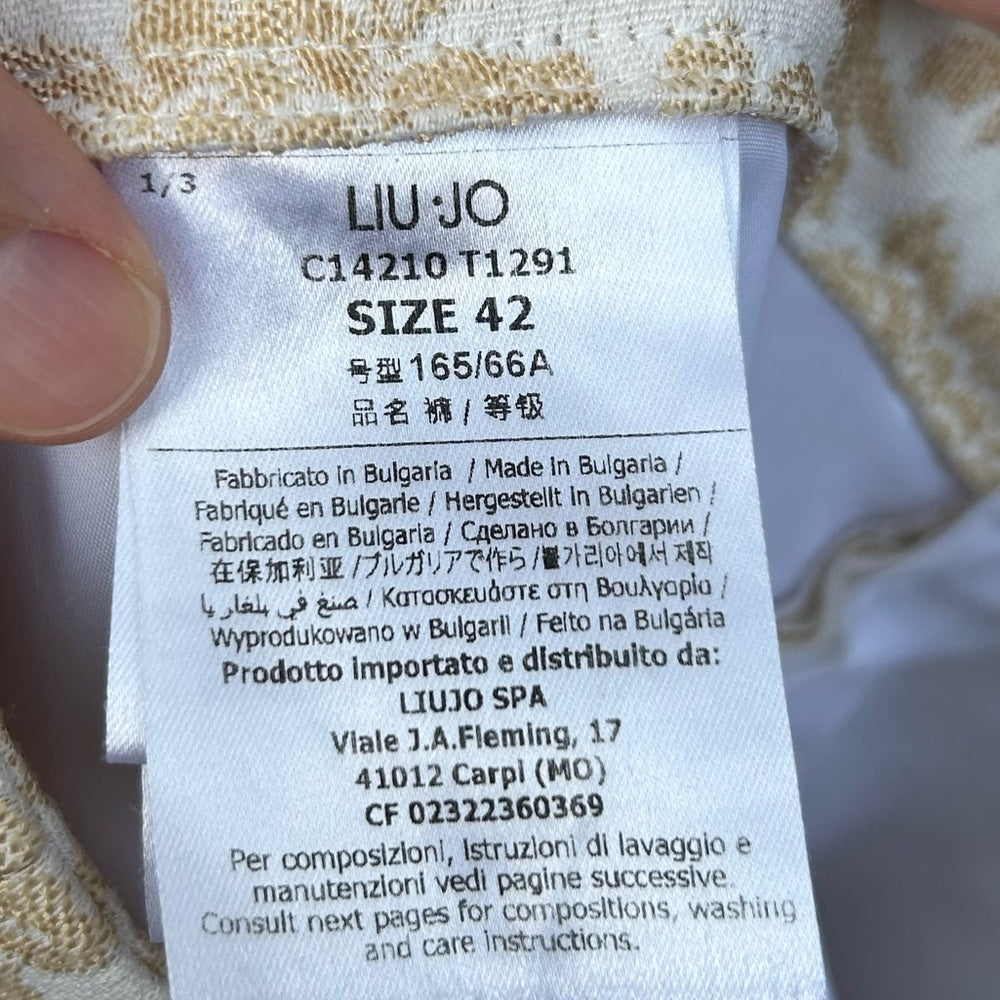 1/3
LIU·JO
C14210 T1291
SIZE 42
号型 165/66A
品名 裤 / 等级
Fabbricato in Bulgaria / Made in Bulgaria /
Fabriqué en Bulgarie / Hergestellt in Bulgarien /
Fabricado en Bulgaria / Сделано в Болгарии /
在保加利亚 /ブルガリアで作ら /불가리아에서 제작
صنع في بلغاريا / Κατασκευάστε στη Βουλγαρία /
Wyprodukowano w Bulgarii / Feito na Bulgária
Prodotto importato e distribuito da:
LIUJO SPA
Viale J.A.Fleming, 17
41012 Carpi (MO)
CF 02322360369
Per composizioni, istruzioni di lavaggio e
manutenzioni vedi pagine successive.
Consult next pages for compositions, washing
and care instructions.